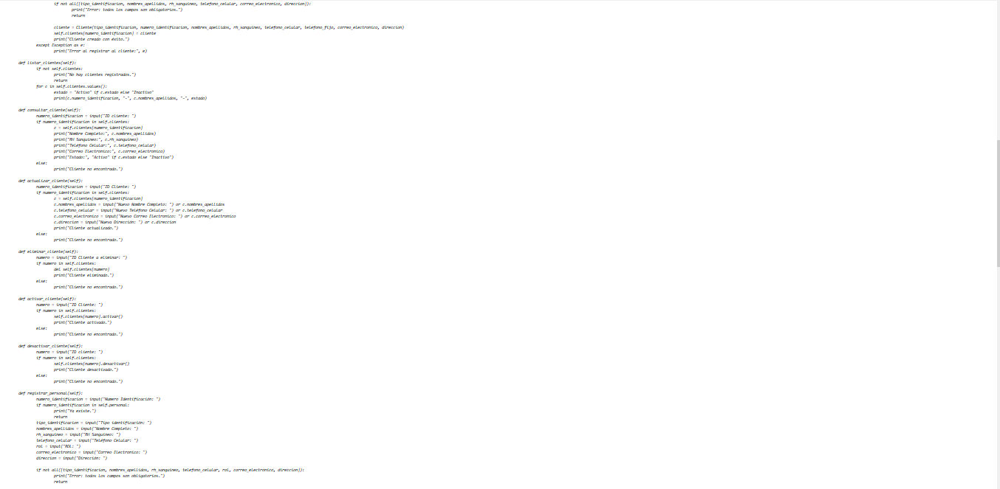 if not all([tipo_identificacion, nombres_apellidos, rh_sanguineo, telefono_celular, correo_electronico, direccion]):
print("Error: todos los campos son obligatorios.")
return
cliente = Cliente(tipo_identificacion, numero_identificacion, nombres_apellidos, rh_sanguineo, telefono_celular, telefono_fijo, correo_electronico, direccion)
self.clientes[numero_identificacion] = cliente
print("Cliente creado con éxito.")
except Exception as e:
print("Error al registrar al cliente:", e)
def listar_clientes(self):
if not self.clientes:
print("No hay clientes registrados.")
return
for c in self.clientes.values():
estado = "Activo" if c.estado else "Inactivo"
print(c.numero_identificacion, "-", c.nombres_apellidos, "-", estado)
def consultar_cliente(self):
numero_identificacion = input("ID cliente: ")
if numero_identificacion in self.clientes:
c = self.clientes[numero_identificacion]
print("Nombre Completo:", c.nombres_apellidos)
print("RH Sanguineo:", c.rh_sanguineo)
print("Teléfono Celular:", c.telefono_celular)
print("Correo Electronico:", c.correo_electronico)
print("Estado:", "Activo" if c.estado else "Inactivo")
else:
print("Cliente no encontrado.")
def actualizar_cliente(self):
numero_identificacion = input("ID Cliente: ")
if numero_identificacion in self.clientes:
c = self.clientes[numero_identificacion]
c.nombres_apellidos = input("Nuevo Nombre Completo: ") or c.nombres_apellidos
c.telefono_celular = input("Nuevo Teléfono Celular: ") or c.telefono_celular
c.correo_electronico = input("Nuevo Correo Electronico: ") or c.correo_electronico
c.direccion = input("Nueva Dirección: ") or c.direccion
print("Cliente actualizado.")
else:
print("Cliente no encontrado.")
def eliminar_cliente(self):
numero = input("ID Cliente a eliminar: ")
if numero in self.clientes:
del self.clientes[numero]
print("Cliente eliminado.")
else:
print("Cliente no encontrado.")
def activar_cliente(self):
numero = input("ID Cliente: ")
if numero in self.clientes:
self.clientes[numero].activar()
print("Cliente activado.")
else:
print("Cliente no encontrado.")
def desactivar_cliente(self):
numero = input("ID cliente: ")
if numero in self.clientes:
self.clientes[numero].desactivar()
print("Cliente desactivado.")
else:
print("Cliente no encontrado.")
def registrar_personal(self):
numero_identificacion = input("Numero Identificación: ")
if numero_identificacion in self.personal:
print("Ya existe.")
return
tipo_identificacion = input("Tipo identificación: ")
nombres_apellidos = input("Nombre Completo: ")
rh_sanguineo = input("RH Sanguineo: ")
telefono_celular = input("Teléfono Celular: ")
rol = input("ROL: ")
correo_electronico = input("Correo Electronico: ")
direccion = input("Dirección: ")
if not all([tipo_identificacion, nombres_apellidos, rh_sanguineo, telefono_celular, rol, correo_electronico, direccion]):
print("Error: todos los campos son obligatorios.")
return